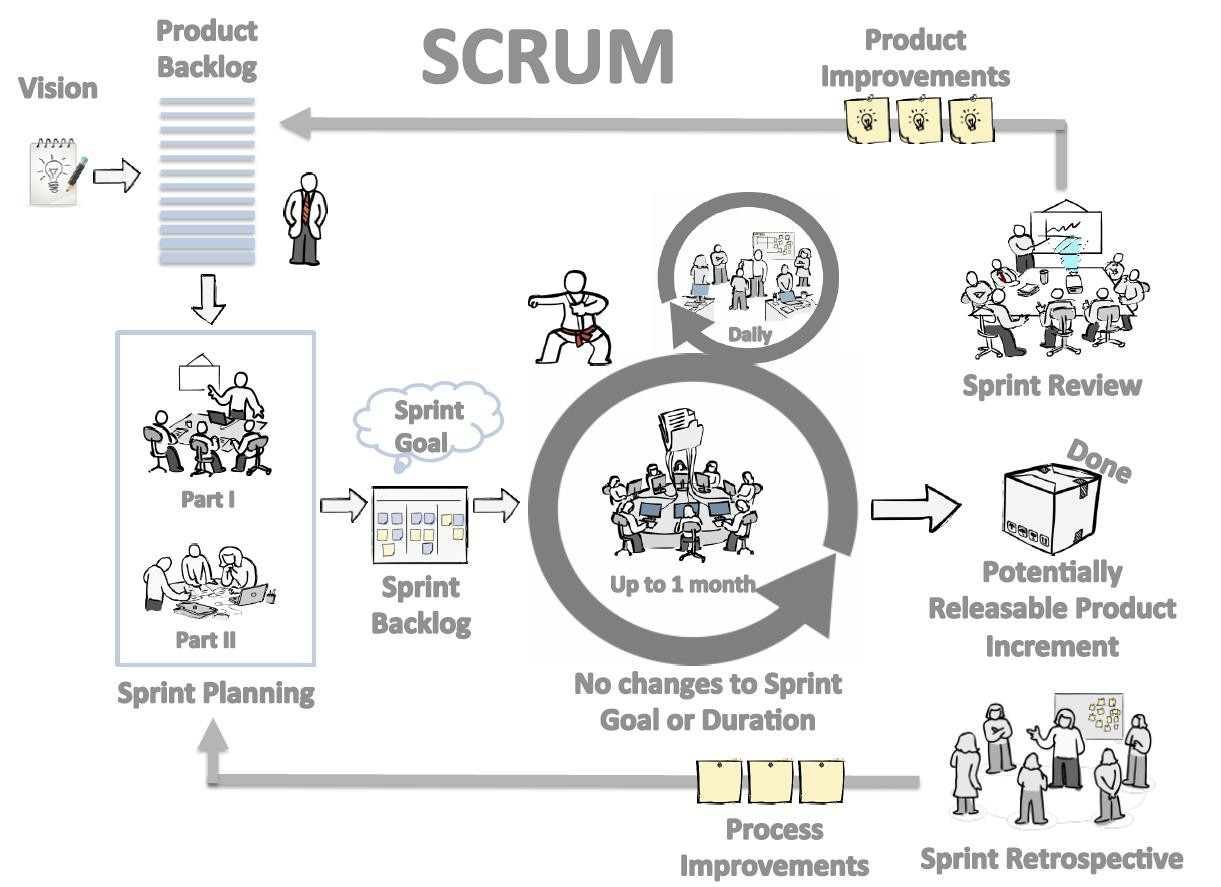 SCRUM
Vision
Product
Backlog
Product
Improvements
Daily
Sprint Review
Sprint
Goal
Part I
Part II
Sprint Planning
Sprint
Backlog
Up to 1 month
No changes to Sprint
Goal or Duration
Done
Potentially
Releasable Product
Increment
Process
Improvements
Sprint Retrospective